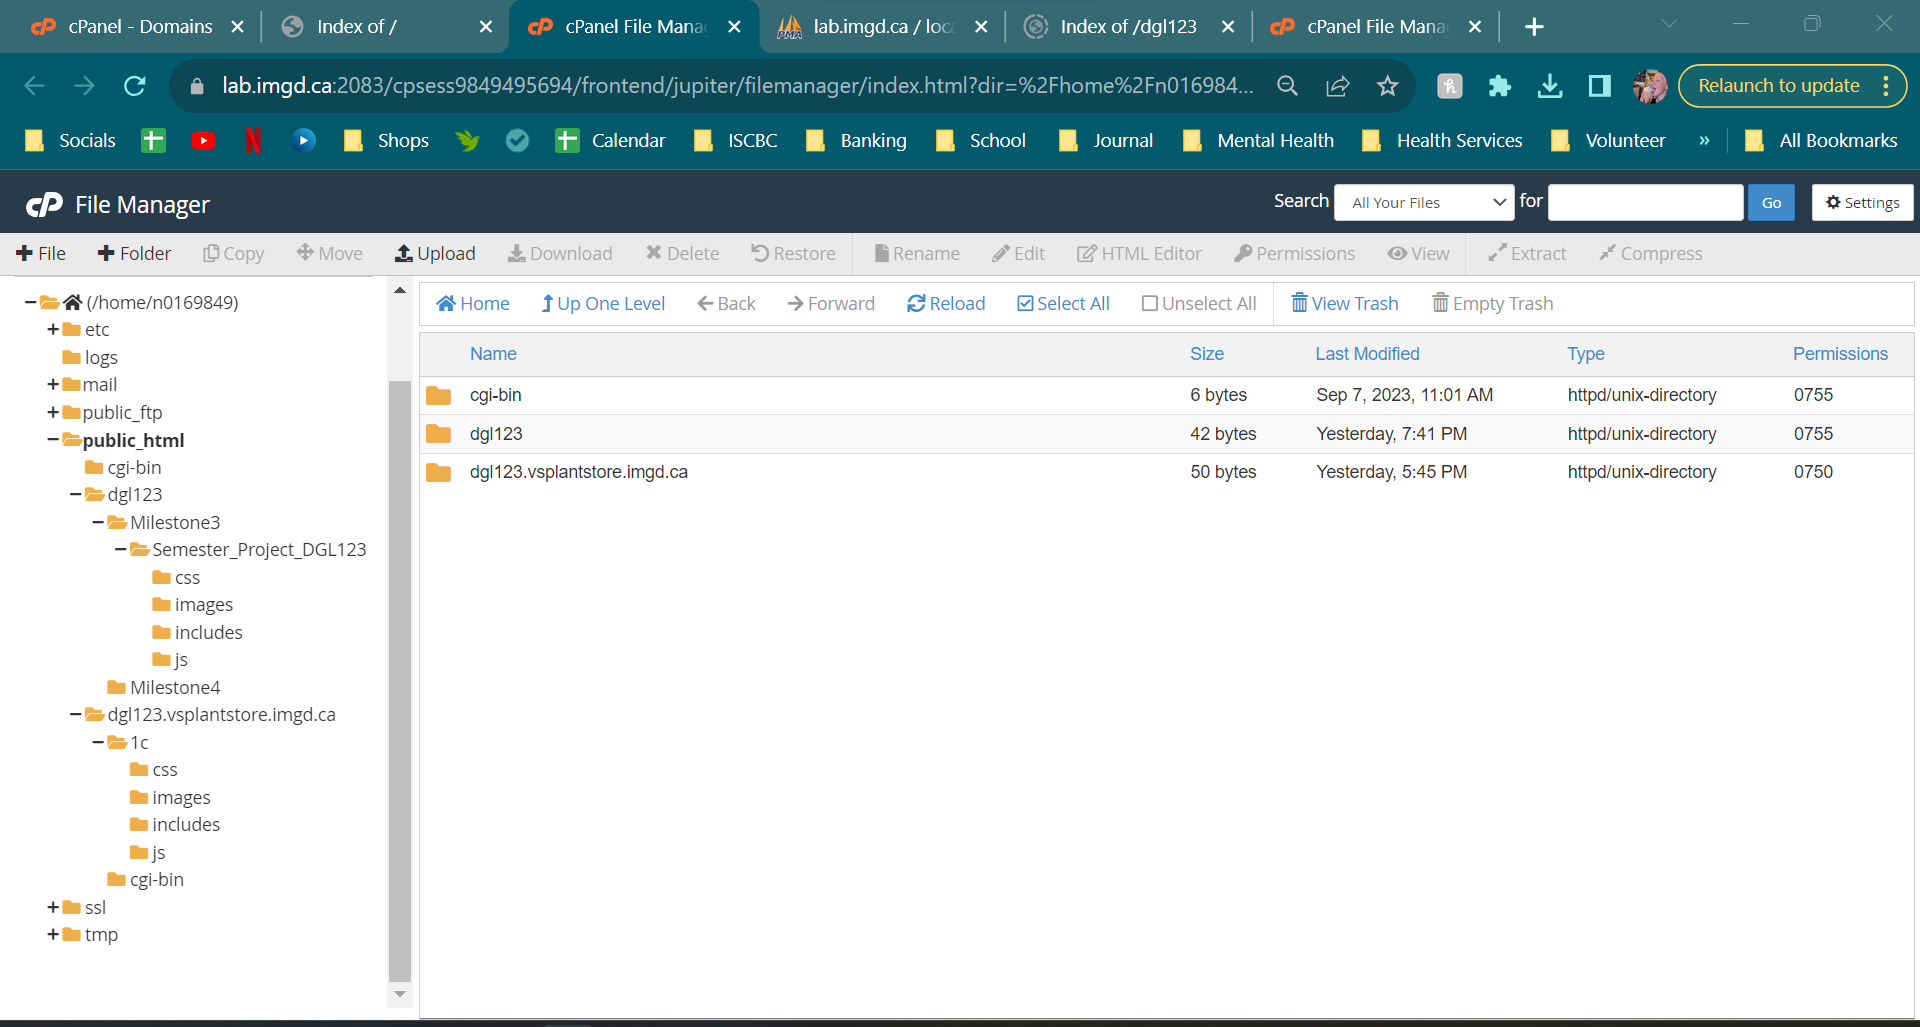 cPanel - Domains
Index of /
cPanel File Mana
lab.imgd.ca / loc
Index of /dgl123
cPanel File Mana
lab.imgd.ca:2083/cpsess9849495694/frontend/jupiter/filemanager/index.html?dir=%2Fhome%2Fn016984...
Relaunch to update
Socials
Shops
Calendar
ISCBC
Banking
School
Journal
Mental Health
Health Services
Volunteer
»
All Bookmarks
cP File Manager
Search
All Your Files
for
Go
Settings
File
Folder
Copy
Move
Upload
Download
Delete
Restore
Rename
Edit
HTML Editor
Permissions
View
Extract
Compress
(/home/n0169849)
etc
logs
mail
public_ftp
public_html
cgi-bin
dgl123
Milestone3
Semester_Project_DGL123
css
images
includes
js
Milestone4
dgl123.vsplantstore.imgd.ca
1c
css
images
includes
js
cgi-bin
ssl
tmp
Home
Up One Level
Back
Forward
Reload
Select All
Unselect All
View Trash
Empty Trash
Name Size Last Modified Type Permissions
cgi-bin 6 bytes Sep 7, 2023, 11:01 AM httpd/unix-directory 0755
dgl123 42 bytes Yesterday, 7:41 PM httpd/unix-directory 0755
dgl123.vsplantstore.imgd.ca 50 bytes Yesterday, 5:45 PM httpd/unix-directory 0750